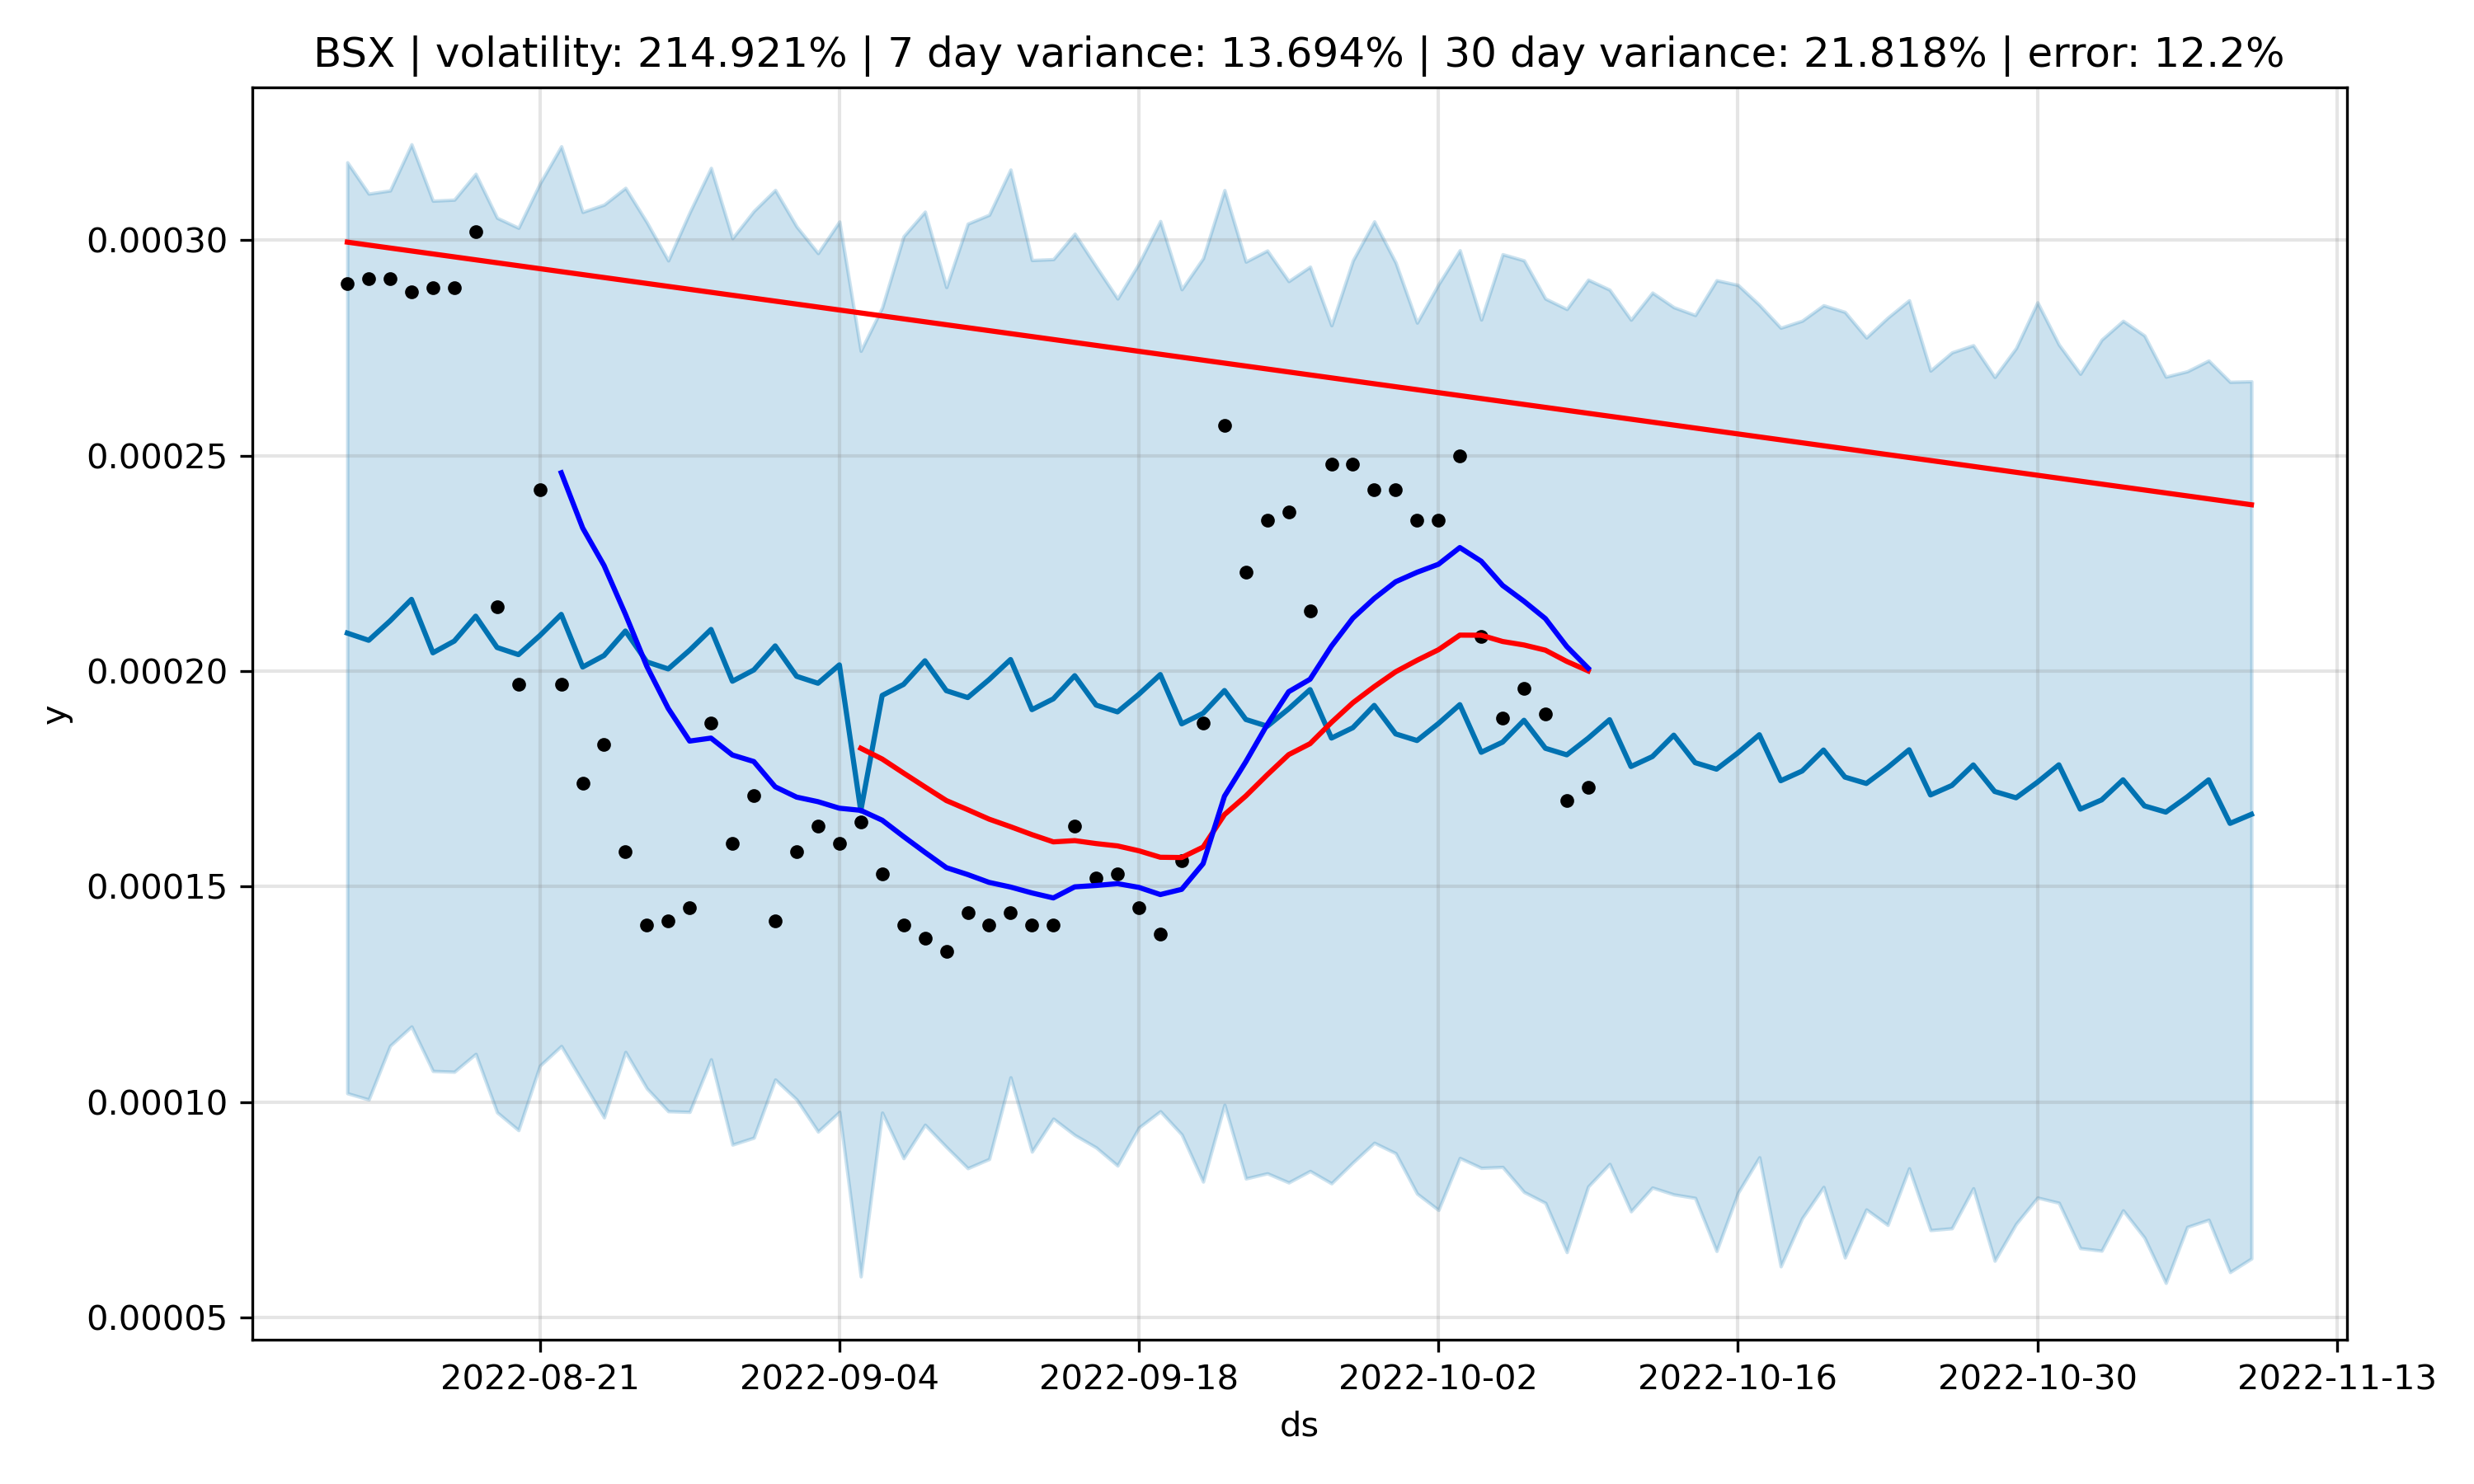 BSX | volatility: 214.921% | 7 day variance: 13.694% | 30 day variance: 21.818% | error: 12.2%
0.00030
0.00025
0.00020
y
0.00015
0.00010
0.00005
2022-08-21 2022-09-04 2022-09-18 2022-10-02 2022-10-16 2022-10-30 2022-11-13
ds